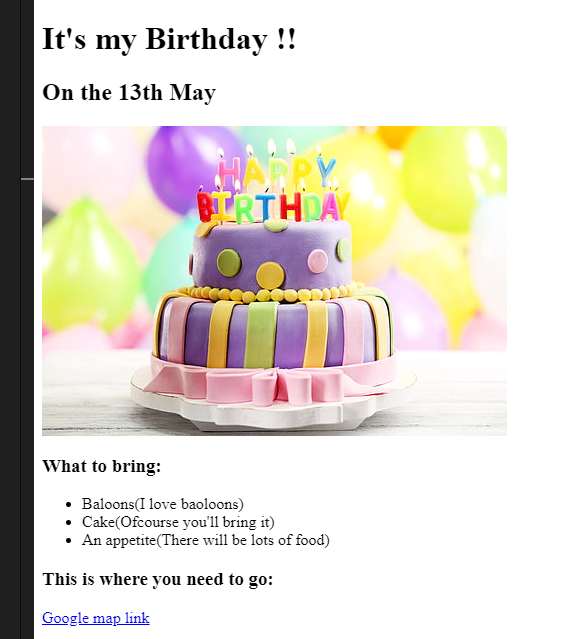 It's my Birthday !!
On the 13th May
HAPPY
BIRTHDAY
What to bring:
Baloons(I love baoloons)
Cake(Ofcourse you'll bring it)
An appetite(There will be lots of food)
This is where you need to go:
Google map link